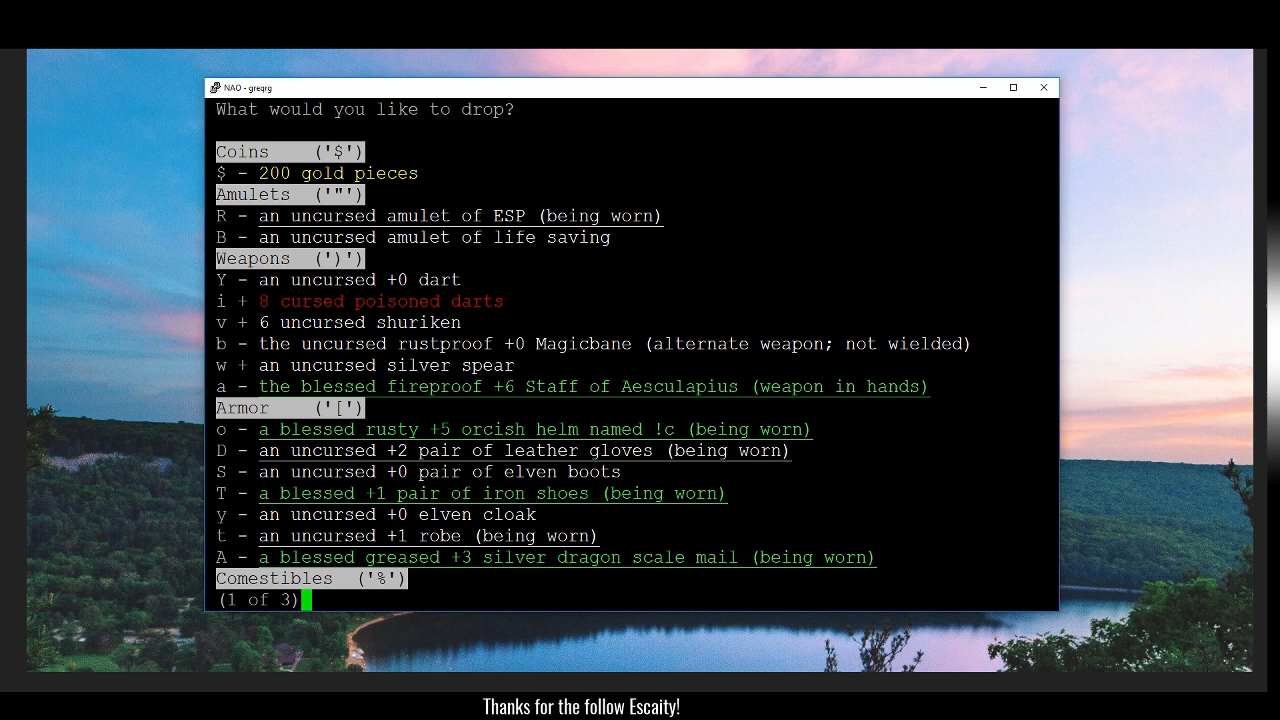 NAO - greqrg
What would you like to drop?
Coins ('$')
$ - 200 gold pieces
Amulets ('"')
R - an uncursed amulet of ESP (being worn)
B - an uncursed amulet of life saving
Weapons (')')
Y - an uncursed +0 dart
i + 8 cursed poisoned darts
v + 6 uncursed shuriken
b - the uncursed rustproof +0 Magicbane (alternate weapon; not wielded)
w + an uncursed silver spear
a - the blessed fireproof +6 Staff of Aesculapius (weapon in hands)
Armor ('[')
o - a blessed rusty +5 orcish helm named !c (being worn)
D - an uncursed +2 pair of leather gloves (being worn)
S - an uncursed +0 pair of elven boots
T - a blessed +1 pair of iron shoes (being worn)
y - an uncursed +0 elven cloak
t - an uncursed +1 robe (being worn)
A - a blessed greased +3 silver dragon scale mail (being worn)
Comestibles ('%')
(1 of 3)
Thanks for the follow Escaity!